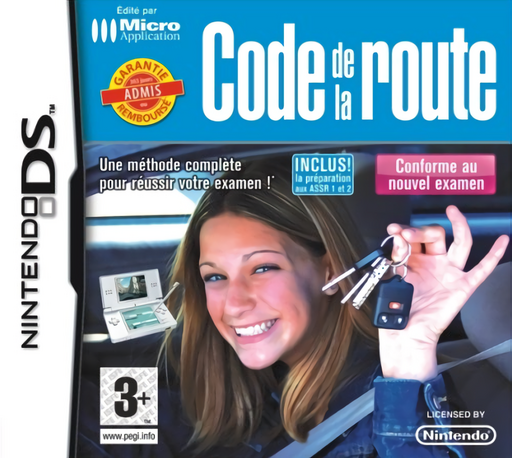 Édité par
Micro
Application
Code de la route
GARANTIE
ADMIS
REMBOURSÉ
Une méthode complète
pour réussir votre examen !*
INCLUS!
la préparation
aux ASSR 1 et 2
Conforme au
nouvel examen
NINTENDO DS™
3+
www.pegi.info
LICENSED BY
Nintendo